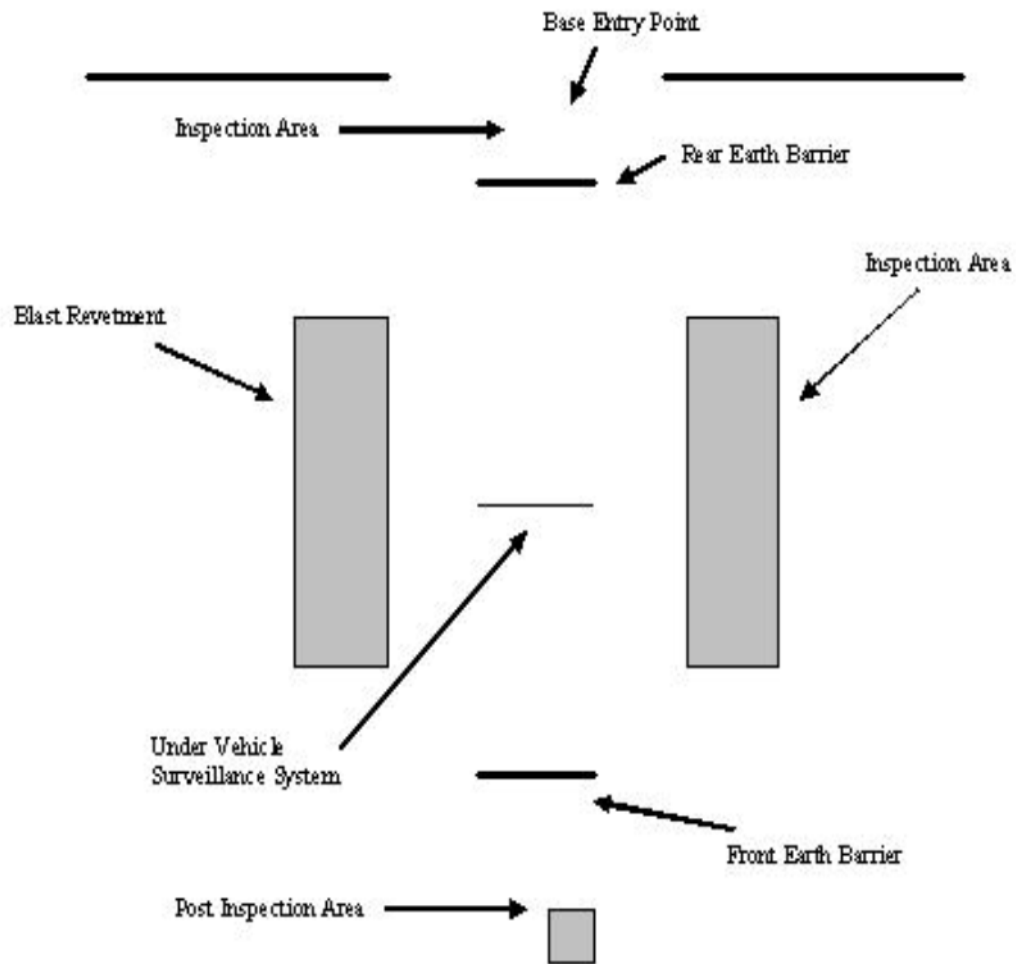 Base Entry Point
Inspection Area
Rear Earth Barrier
Inspection Area
Blast Revetment
Under Vehicle
Surveillance System
Front Earth Barrier
Post Inspection Area